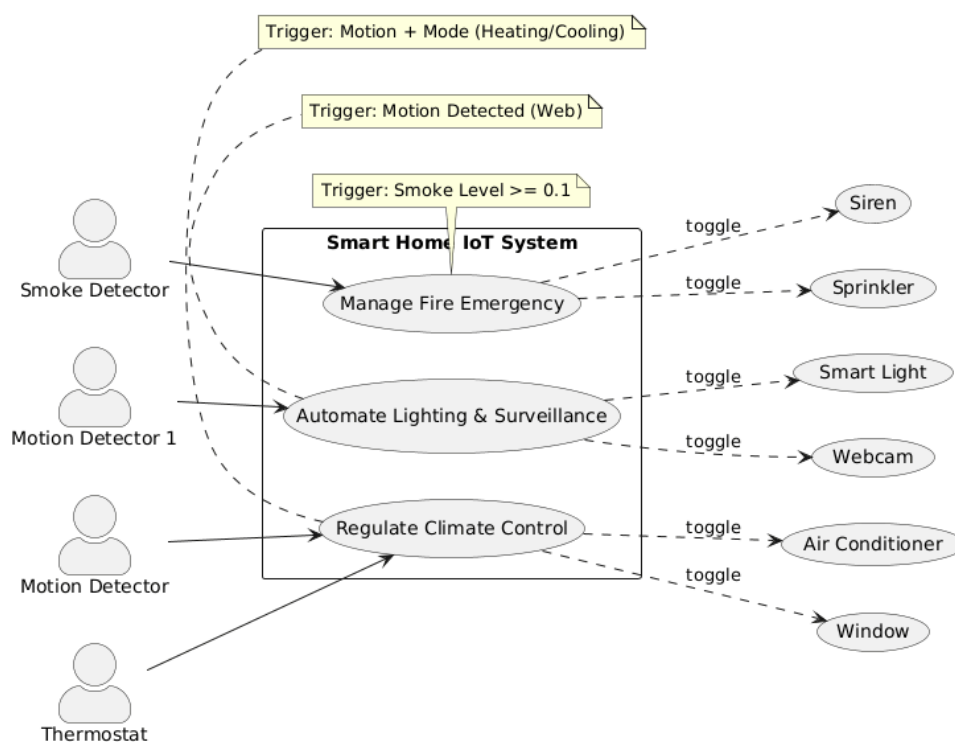 Trigger: Motion + Mode (Heating/Cooling)
Trigger: Motion Detected (Web)
Trigger: Smoke Level >= 0.1
Smart Home IoT System
Smoke Detector
Manage Fire Emergency
toggle
Siren
toggle
Sprinkler
Motion Detector 1
Automate Lighting & Surveillance
toggle
Smart Light
toggle
Webcam
Motion Detector
Regulate Climate Control
toggle
Air Conditioner
toggle
Window
Thermostat